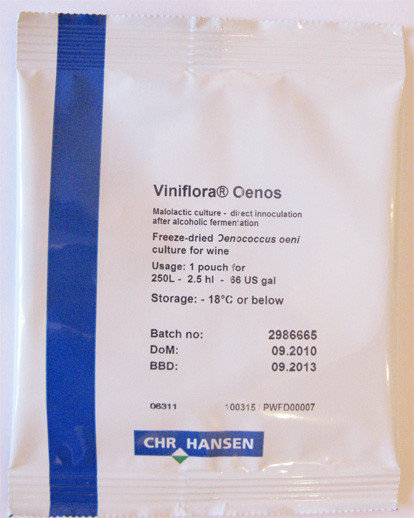 Viniflora® Oenos
Malolactic culture - direct innoculation
after alcoholic fermentation
Freeze-dried Oenococcus oeni
culture for wine
Usage: 1 pouch for
250L - 2.5 hl - 66 US gal
Storage: - 18°C or below
Batch no: 2986665
DoM: 09.2010
BBD: 09.2013
06311 100315 / PWFD00007
CHR HANSEN